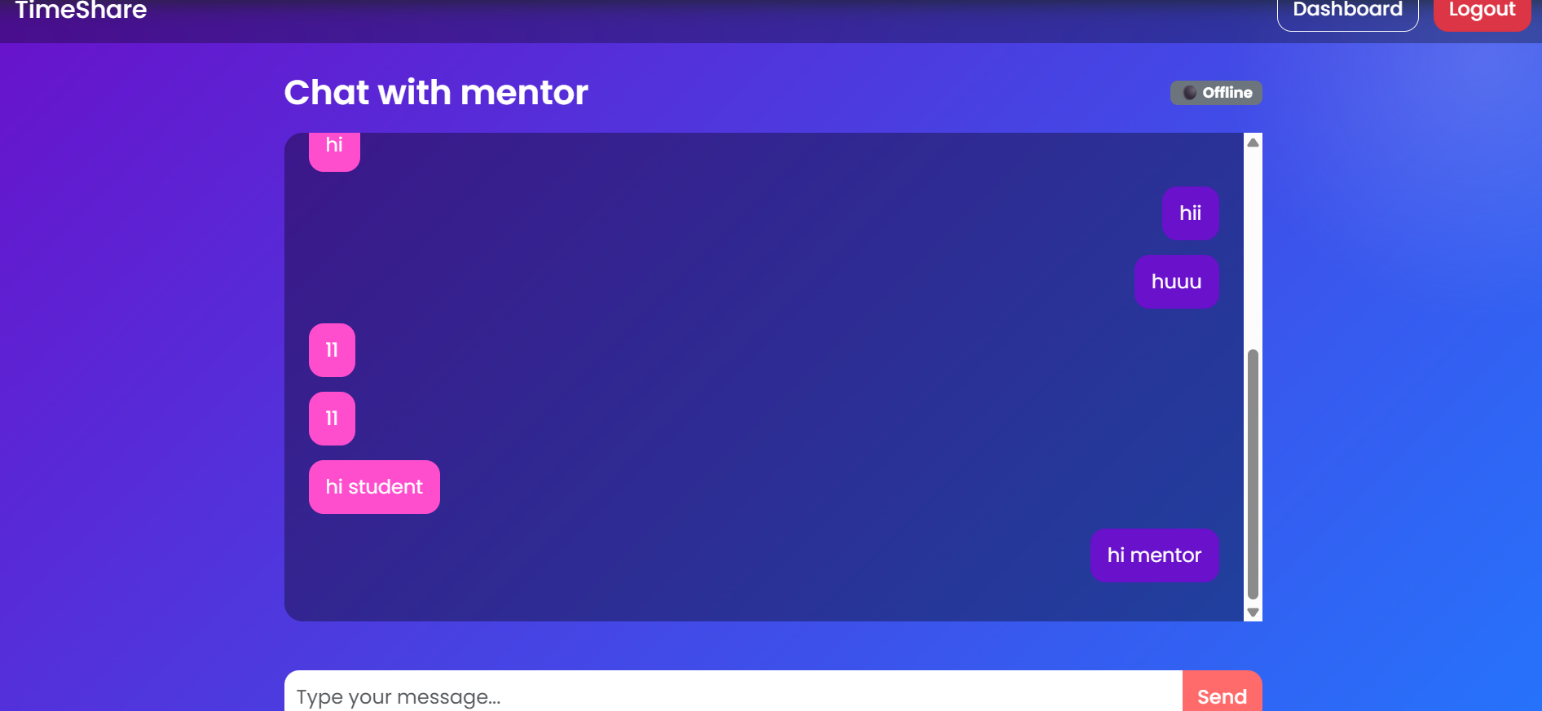 TimeShare
Dashboard
Logout
Chat with mentor
Offline
hi
hii
huuu
11
11
hi student
hi mentor
Type your message...
Send